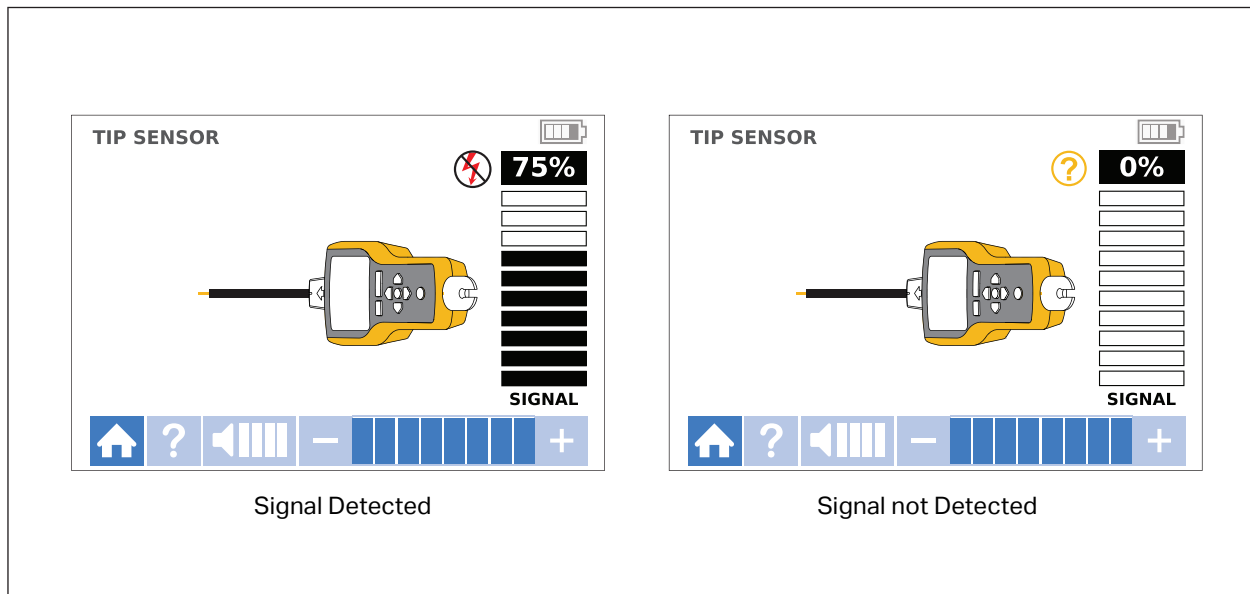 TIP SENSOR
75%
SIGNAL
?
Signal Detected
TIP SENSOR
?
0%
SIGNAL
?
Signal not Detected